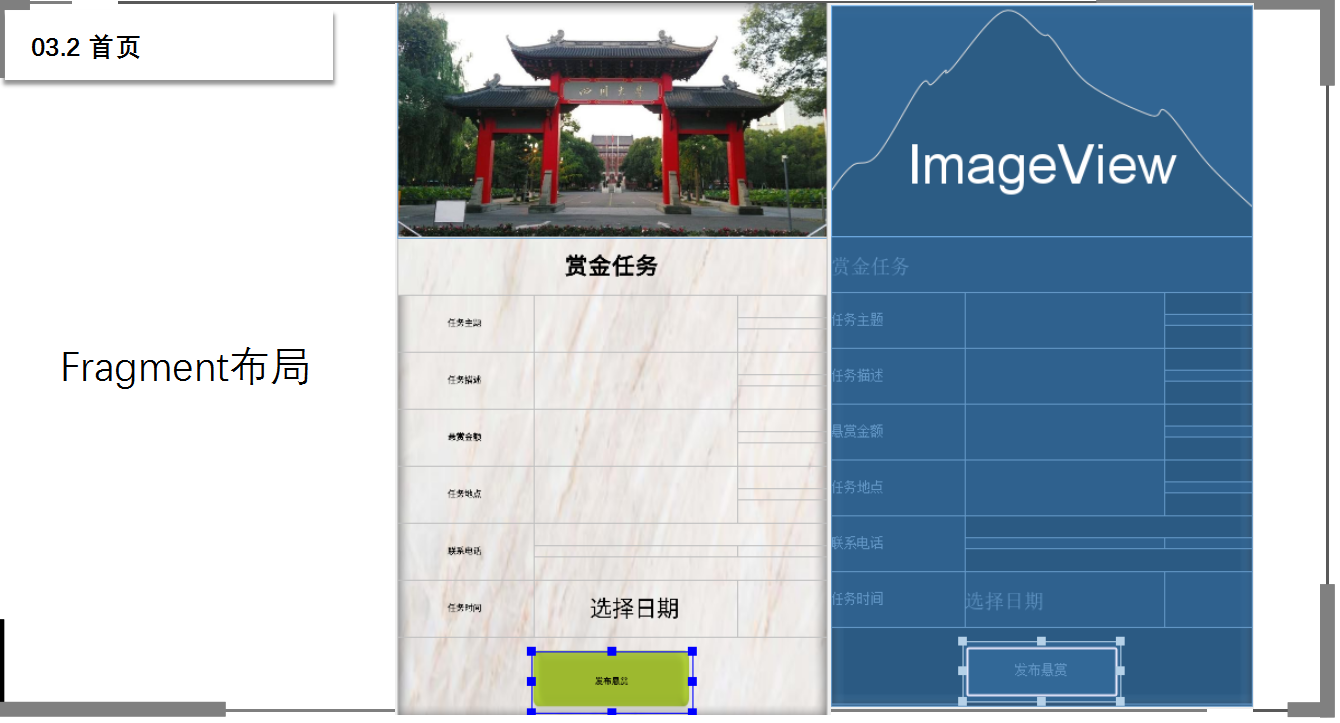 03.2 首页
Fragment布局
四川大学
赏金任务
任务主题
任务描述
悬赏金额
任务地点
联系电话
任务时间
选择日期
发布悬赏
ImageView
赏金任务
任务主题
任务描述
悬赏金额
任务地点
联系电话
任务时间
选择日期
发布悬赏